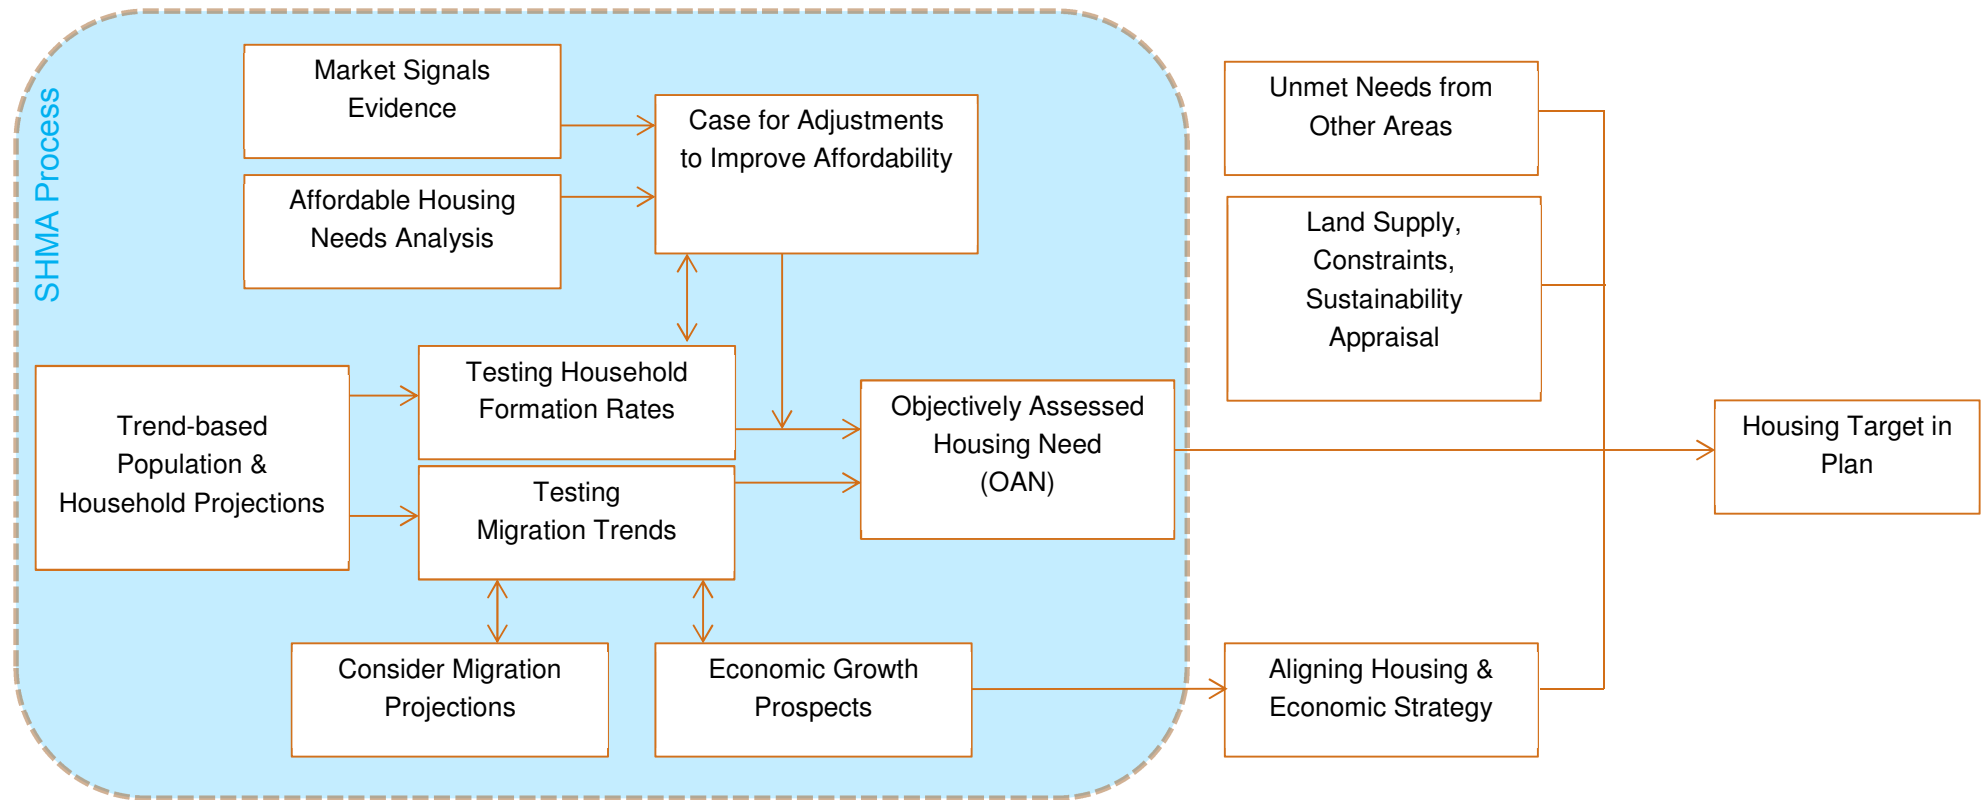 SHMA Process
Market Signals
Evidence
Affordable Housing
Needs Analysis
Case for Adjustments
to Improve Affordability
Trend-based
Population &
Household Projections
Testing Household
Formation Rates
Testing
Migration Trends
Consider Migration
Projections
Economic Growth
Prospects
Objectively Assessed
Housing Need
(OAN)
Unmet Needs from
Other Areas
Land Supply,
Constraints,
Sustainability
Appraisal
Aligning Housing &
Economic Strategy
Housing Target in
Plan